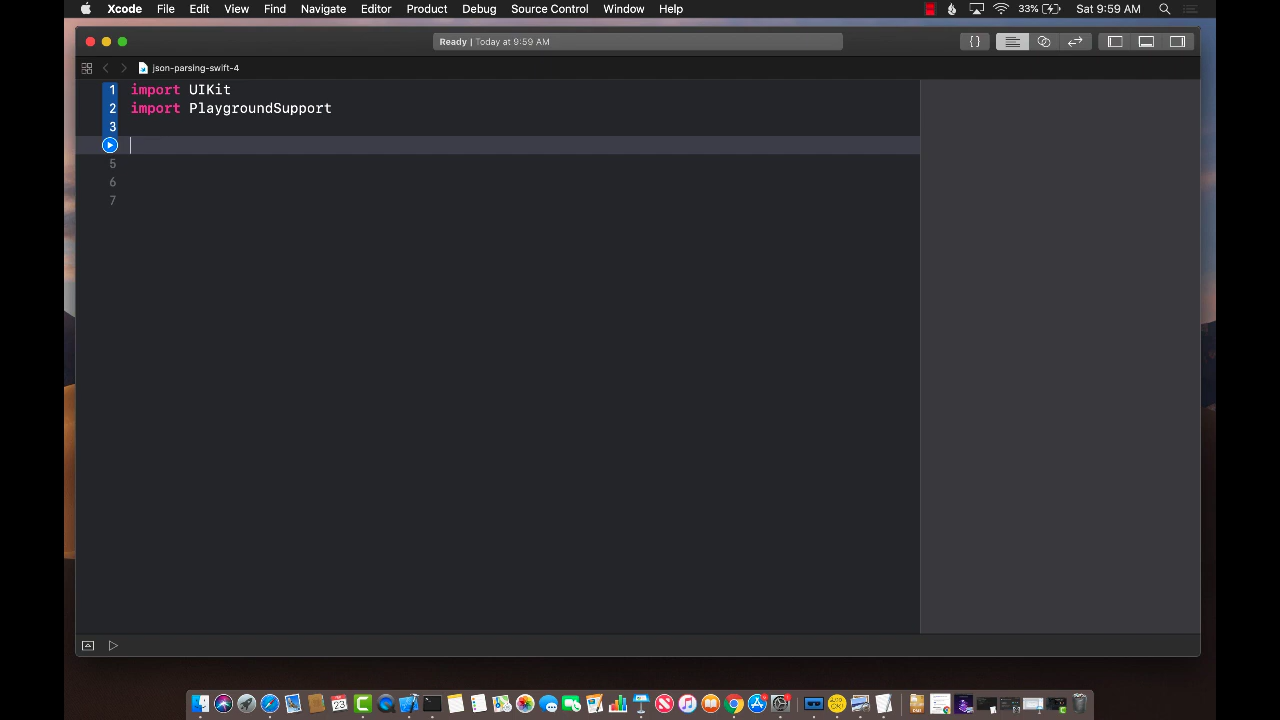 Xcode File Edit View Find Navigate Editor Product Debug Source Control Window Help 33% Sat 9:59 AM
Ready | Today at 9:59 AM {}
json-parsing-swift-4
1 import UIKit
2 import PlaygroundSupport
3
5
6
7